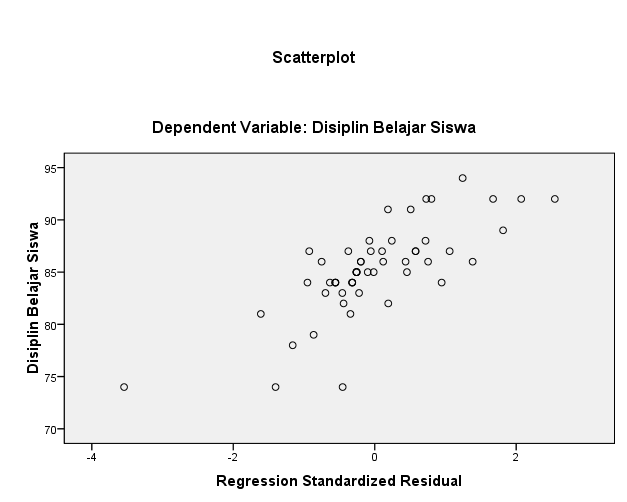 Scatterplot
Dependent Variable: Disiplin Belajar Siswa
95
90
85
80
75
70
Disiplin Belajar Siswa
-4
-2
0
2
Regression Standardized Residual